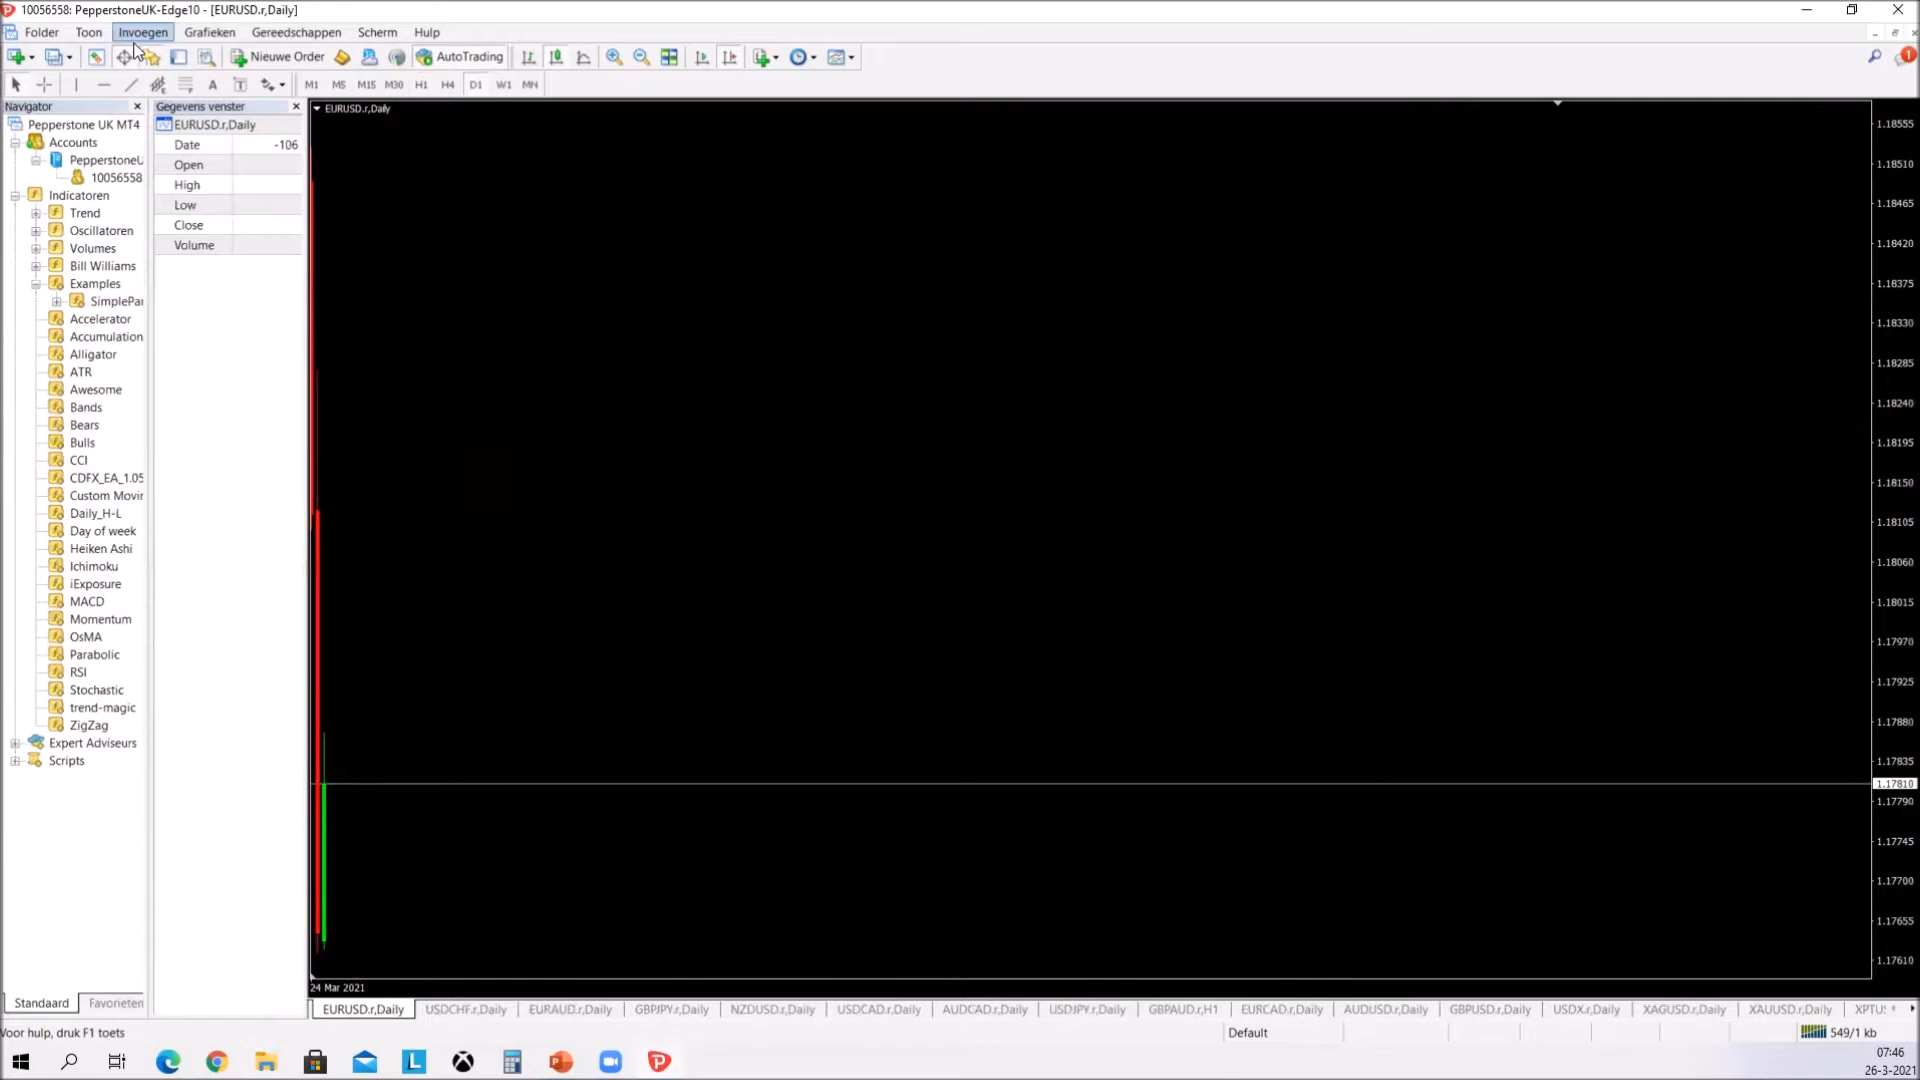 10056558: PepperstoneUK-Edge10 - [EURUSD.r,Daily]
Folder Toon Invoegen Grafieken Gereedschappen Scherm Hulp
Nieuwe Order AutoTrading 1
A T M1 M5 M15 M30 H1 H4 D1 W1 MN
Navigator
Pepperstone UK MT4
Accounts
PepperstoneU
10056558
Indicatoren
Trend
Oscillatoren
Volumes
Bill Williams
Examples
SimplePar
Accelerator
Accumulation
Alligator
ATR
Awesome
Bands
Bears
Bulls
CCI
CDFX_EA_1.05
Custom Movin
Daily_H-L
Day of week
Heiken Ashi
Ichimoku
iExposure
MACD
Momentum
OsMA
Parabolic
RSI
Stochastic
trend-magic
ZigZag
Expert Adviseurs
Scripts
Standaard Favorieten
Gegevens venster
EURUSD.r,Daily
Date -106
Open
High
Low
Close
Volume
EURUSD.r,Daily
1.18555
1.18510
1.18465
1.18420
1.18375
1.18330
1.18285
1.18240
1.18195
1.18150
1.18105
1.18060
1.18015
1.17970
1.17925
1.17880
1.17835
1.17810
1.17790
1.17745
1.17700
1.17655
1.17610
24 Mar 2021
EURUSD.r,Daily USDCHF.r,Daily EURAUD.r,Daily GBPJPY.r,Daily NZDUSD.r,Daily USDCAD.r,Daily AUDCAD.r,Daily USDJPY.r,Daily GBPAUD.r,H1 EURCAD.r,Daily AUDUSD.r,Daily GBPUSD.r,Daily USDX.r,Daily XAGUSD.r,Daily XAUUSD.r,Daily XPTU
Voor hulp, druk F1 toets Default 549/1 kb
07:46
26-3-2021